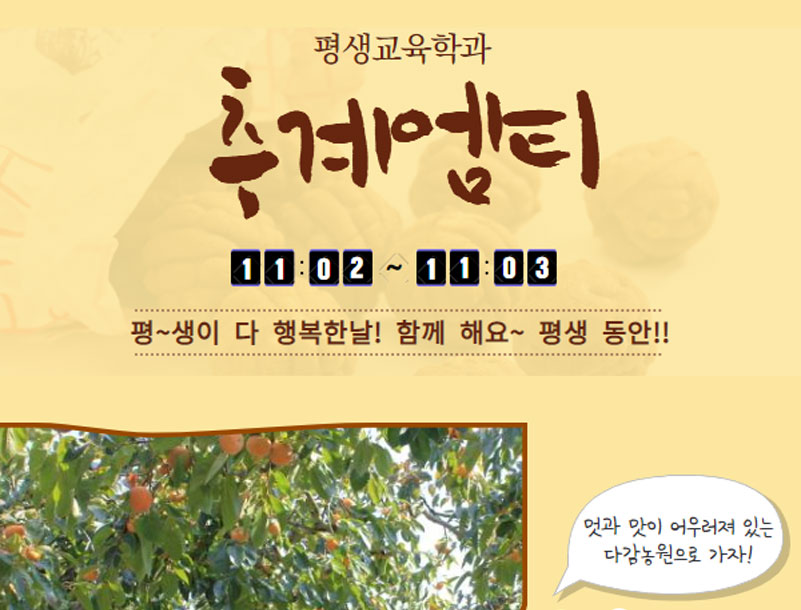 평생교육학과
추계엠티
11:02 ~ 11:03
평~생이 다 행복한날! 함께 해요~ 평생 동안!!
멋과 맛이 어우러져 있는
다감농원으로 가자!